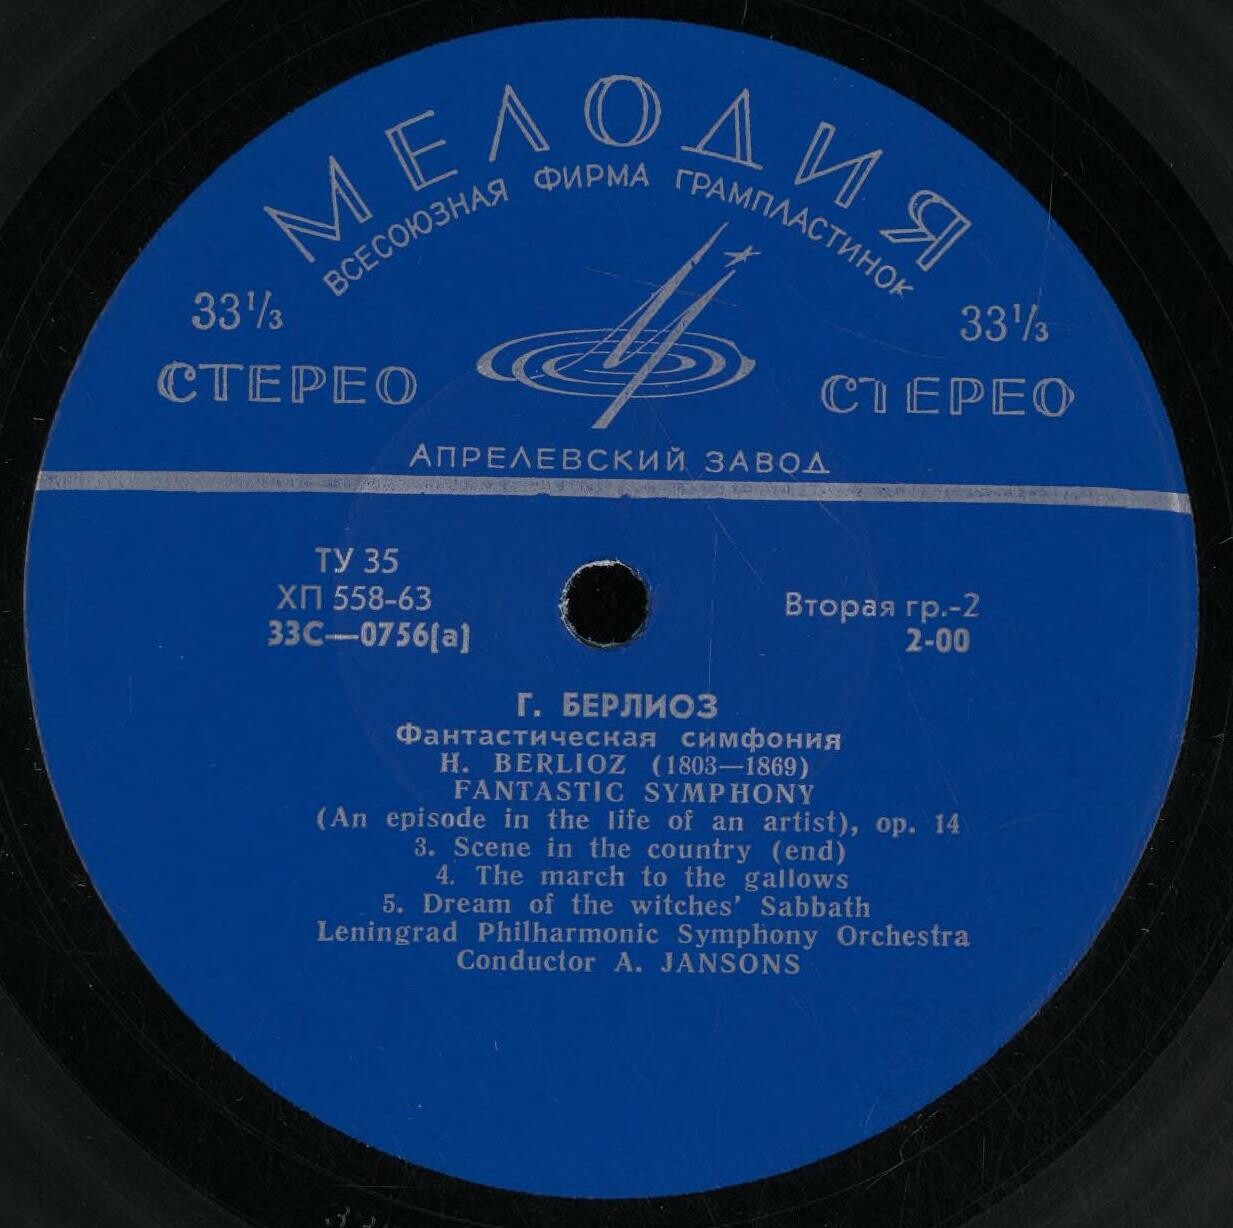 МЕЛОДИЯ
ВСЕСОЮЗНАЯ ФИРМА ГРАМПЛАСТИНОК
33⅓ 33⅓
СТЕРЕО СТЕРЕО
АПРЕЛЕВСКИЙ ЗАВОД
ТУ 35
ХП 558-63
33С—0756(а)
Вторая гр.-2
2-00
Г. БЕРЛИОЗ
Фантастическая симфония
H. BERLIOZ (1803—1869)
FANTASTIC SYMPHONY
(An episode in the life of an artist), op. 14
3. Scene in the country (end)
4. The march to the gallows
5. Dream of the witches' Sabbath
Leningrad Philharmonic Symphony Orchestra
Conductor A. JANSONS